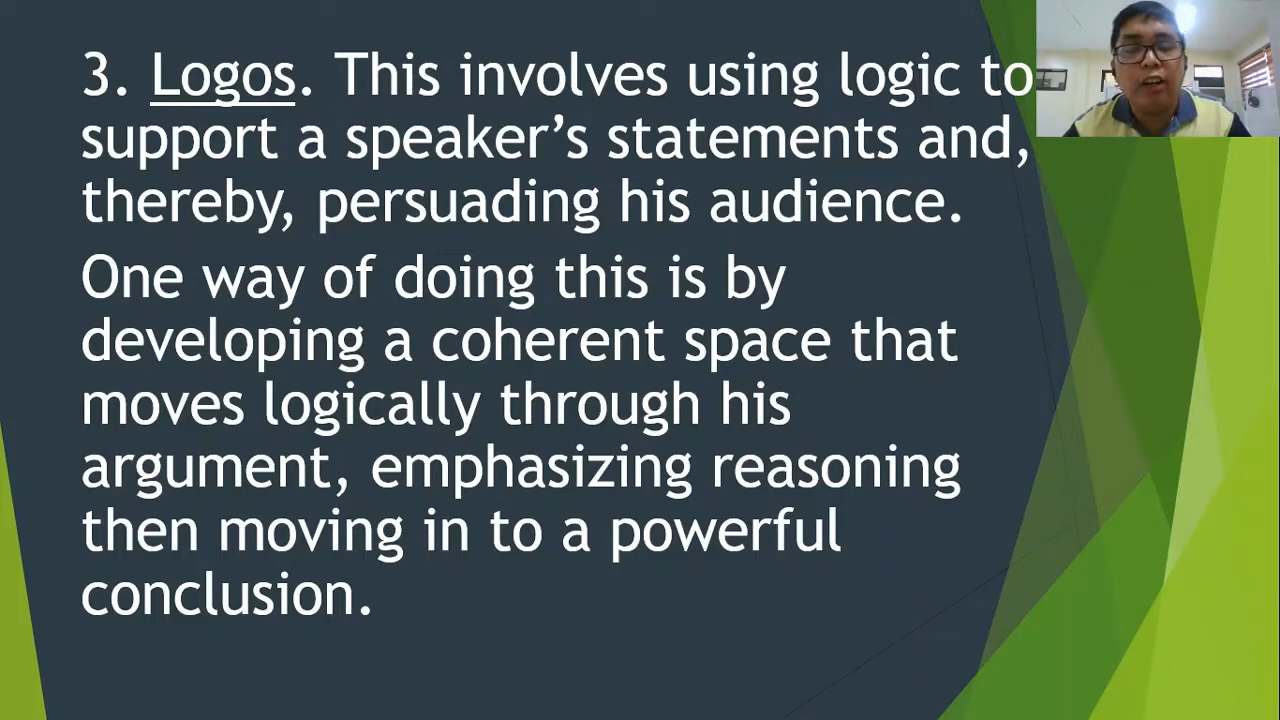 3. Logos. This involves using logic to
support a speaker’s statements and,
thereby, persuading his audience.
One way of doing this is by
developing a coherent space that
moves logically through his
argument, emphasizing reasoning
then moving in to a powerful
conclusion.